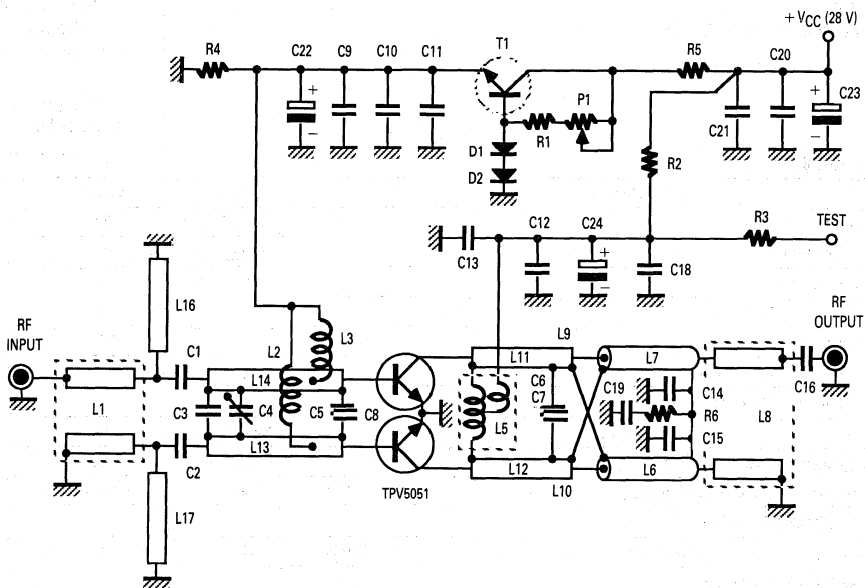 + VCC (28 V)
R4
C22
C9
C10
C11
T1
R5
C20
C23
+
−
+
−
P1
R1
C21
D1
D2
R2
C12
C24
R3
TEST
C13
+
−
C18
L16
RF
INPUT
L2
L3
L9
RF
OUTPUT
C1
L14
L11
L7
C16
L1
C3
C4
C5
C8
C6
C7
C19
C14
R6
L8
L5
C15
C2
L13
L12
L6
L17
TPV5051
L10